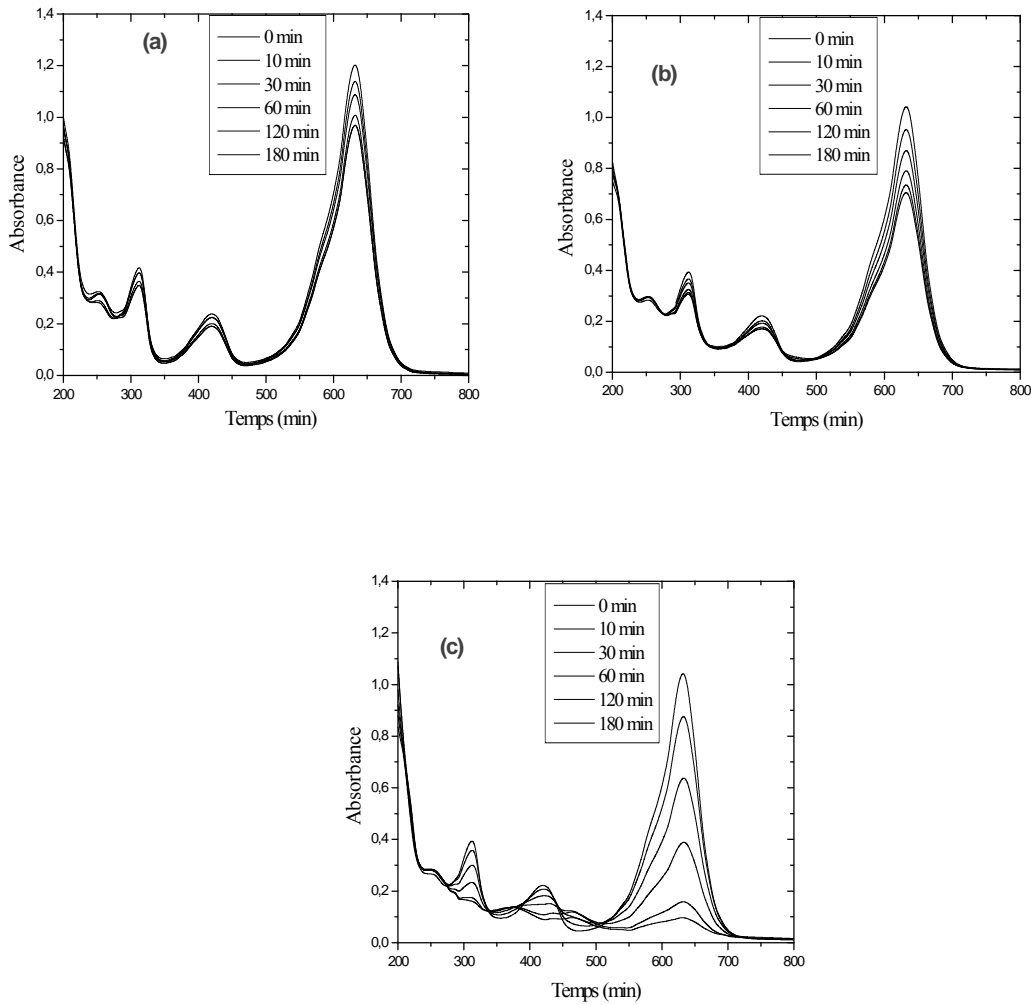 1,4
1,2
1,0
0,8
0,6
0,4
0,2
0,0
Absorbance
(a)
0 min
10 min
30 min
60 min
120 min
180 min
200 300 400 500 600 700 800
Temps (min)
1,4
1,2
1,0
0,8
0,6
0,4
0,2
0,0
Absorbance
(b)
0 min
10 min
30 min
60 min
120 min
180 min
200 300 400 500 600 700 800
Temps (min)
1,4
1,2
1,0
0,8
0,6
0,4
0,2
0,0
Absorbance
(c)
0 min
10 min
30 min
60 min
120 min
180 min
200 300 400 500 600 700 800
Temps (min)